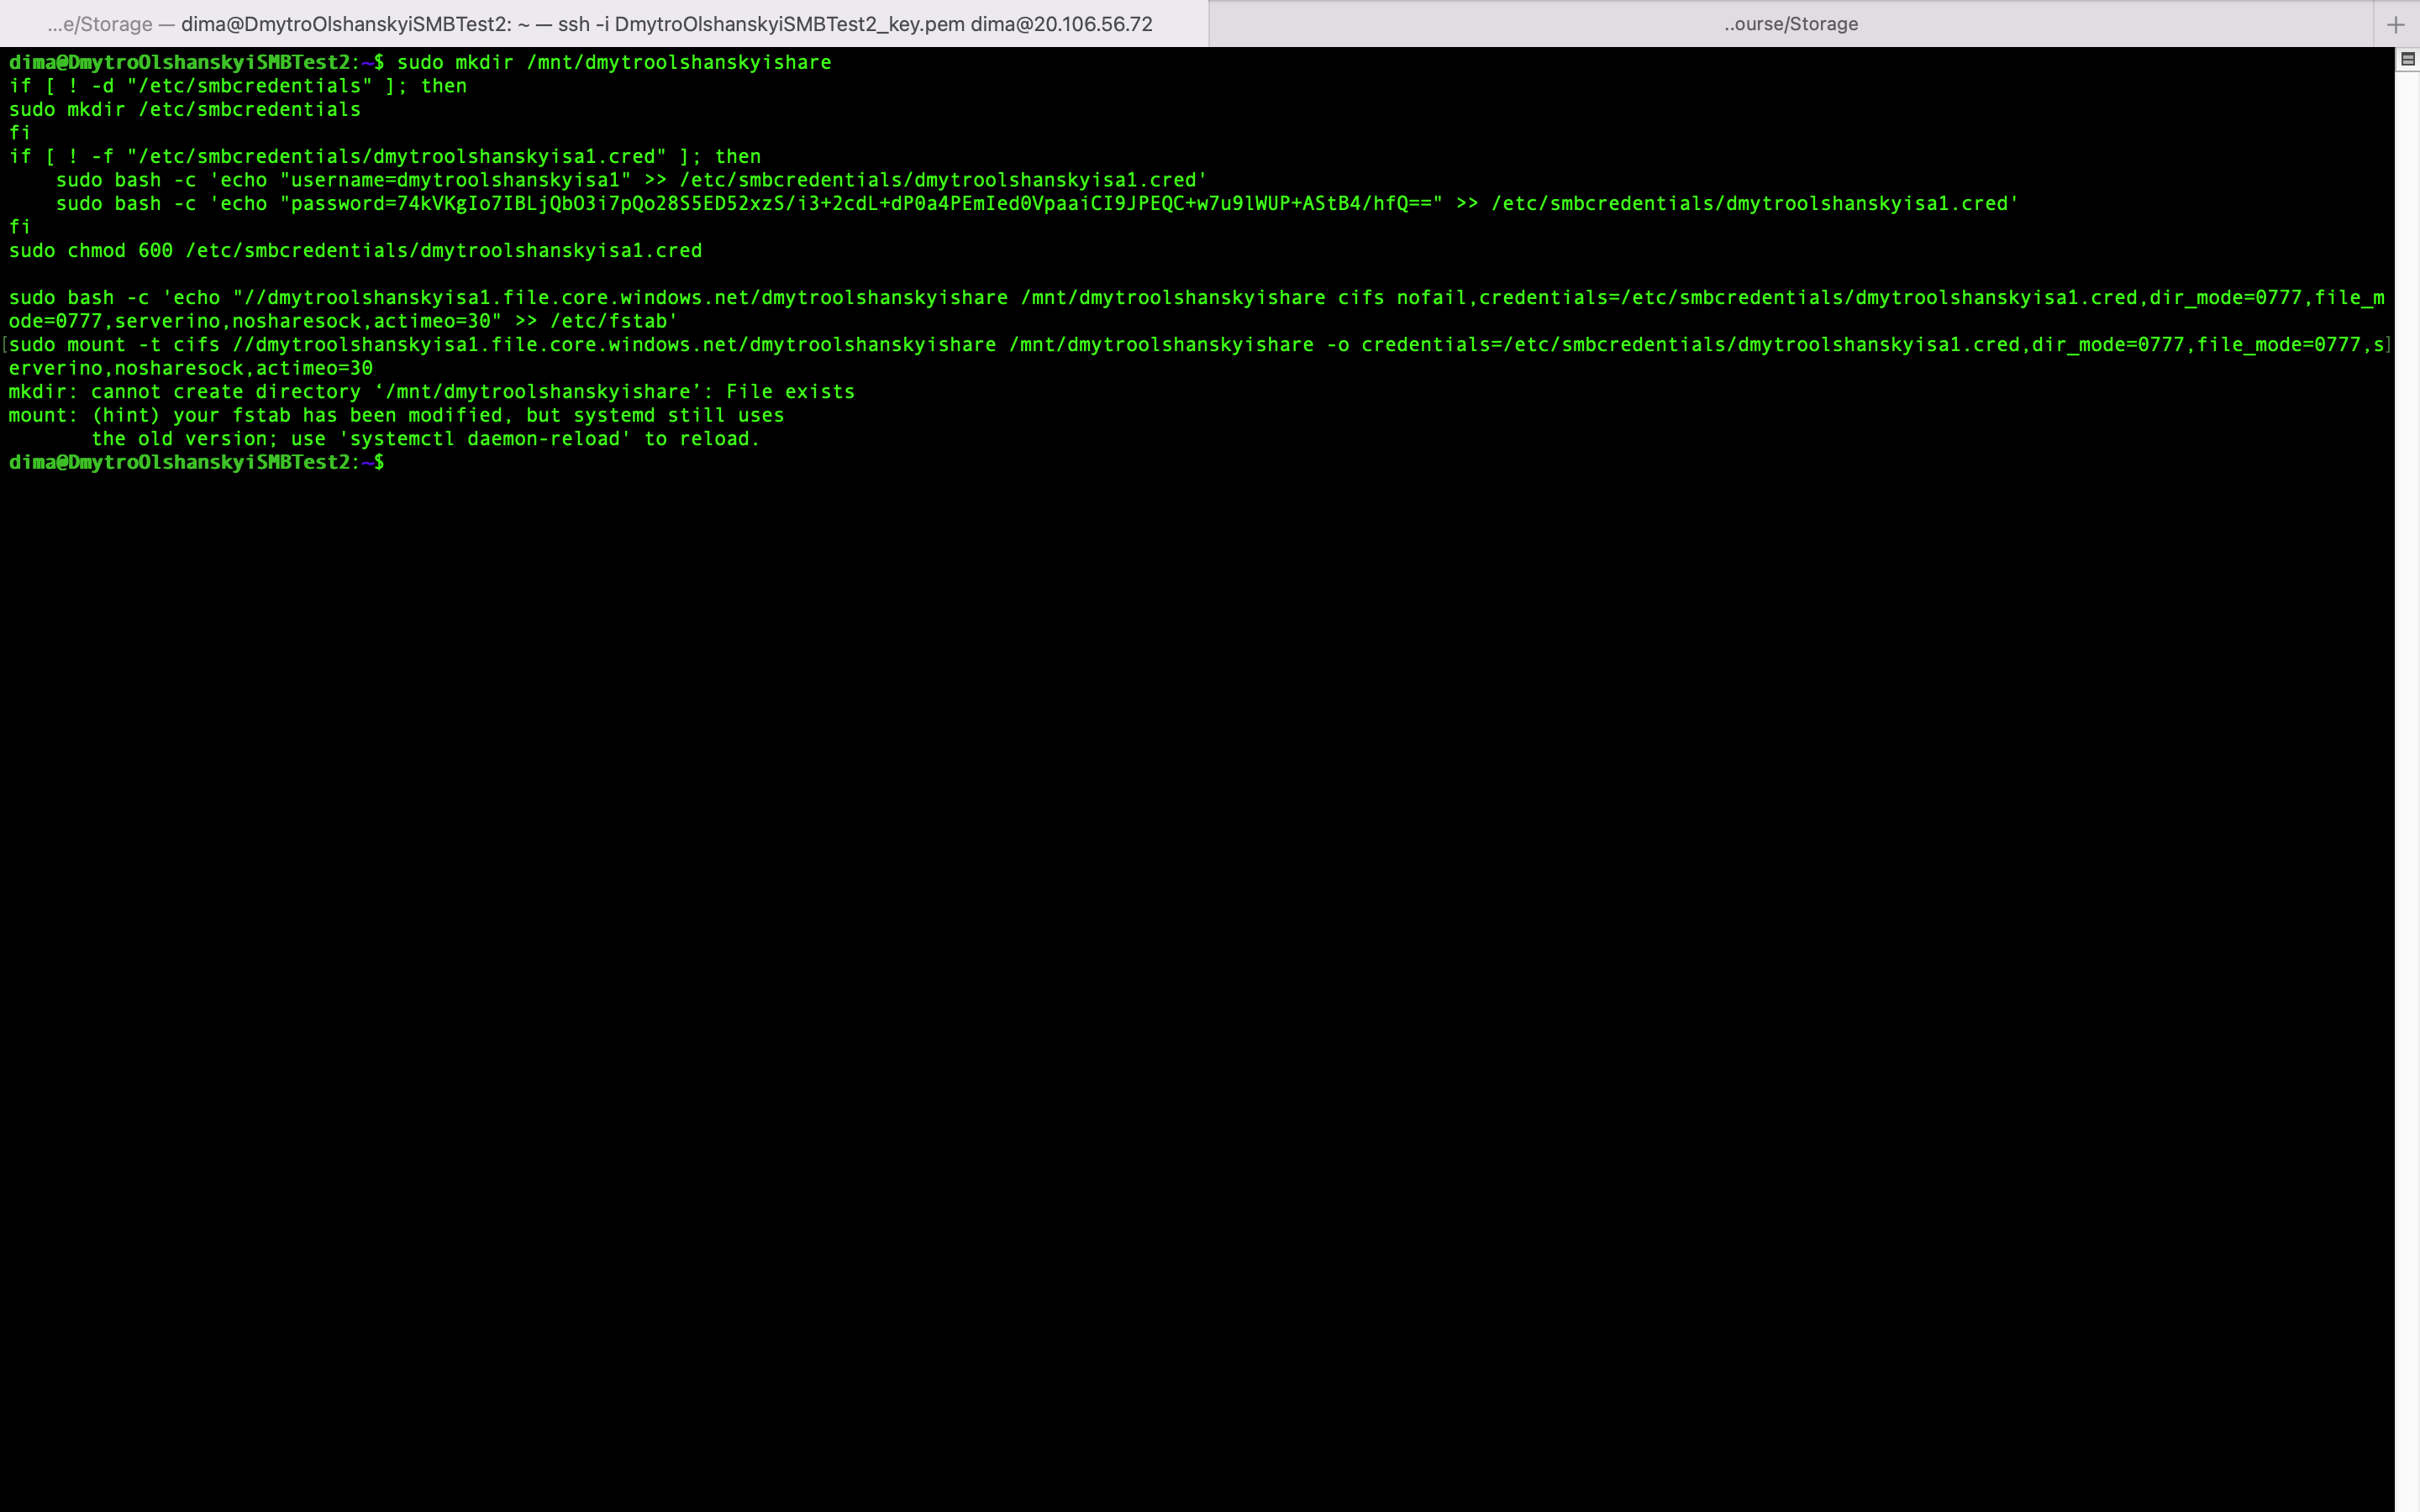 ...e/Storage — dima@DmytroOlshanskyiSMBTest2: ~ — ssh -i DmytroOlshanskyiSMBTest2_key.pem dima@20.106.56.72
..ourse/Storage
dima@DmytroOlshanskyiSMBTest2:~$ sudo mkdir /mnt/dmytroolshanskyishare
if [ ! -d "/etc/smbcredentials" ]; then
sudo mkdir /etc/smbcredentials
fi
if [ ! -f "/etc/smbcredentials/dmytroolshanskyisa1.cred" ]; then
    sudo bash -c 'echo "username=dmytroolshanskyisa1" >> /etc/smbcredentials/dmytroolshanskyisa1.cred'
    sudo bash -c 'echo "password=74kVKgIo7IBLjQbO3i7pQo28S5ED52xzS/i3+2cdL+dP0a4PEmIed0VpaaiCI9JPEQC+w7u9lWUP+AStB4/hfQ==" >> /etc/smbcredentials/dmytroolshanskyisa1.cred'
fi
sudo chmod 600 /etc/smbcredentials/dmytroolshanskyisa1.cred
sudo bash -c 'echo "//dmytroolshanskyisa1.file.core.windows.net/dmytroolshanskyishare /mnt/dmytroolshanskyishare cifs nofail,credentials=/etc/smbcredentials/dmytroolshanskyisa1.cred,dir_mode=0777,file_m
ode=0777,serverino,nosharesock,actimeo=30" >> /etc/fstab'
[sudo mount -t cifs //dmytroolshanskyisa1.file.core.windows.net/dmytroolshanskyishare /mnt/dmytroolshanskyishare -o credentials=/etc/smbcredentials/dmytroolshanskyisa1.cred,dir_mode=0777,file_mode=0777,s]
erverino,nosharesock,actimeo=30
mkdir: cannot create directory ‘/mnt/dmytroolshanskyishare’: File exists
mount: (hint) your fstab has been modified, but systemd still uses
       the old version; use 'systemctl daemon-reload' to reload.
dima@DmytroOlshanskyiSMBTest2:~$